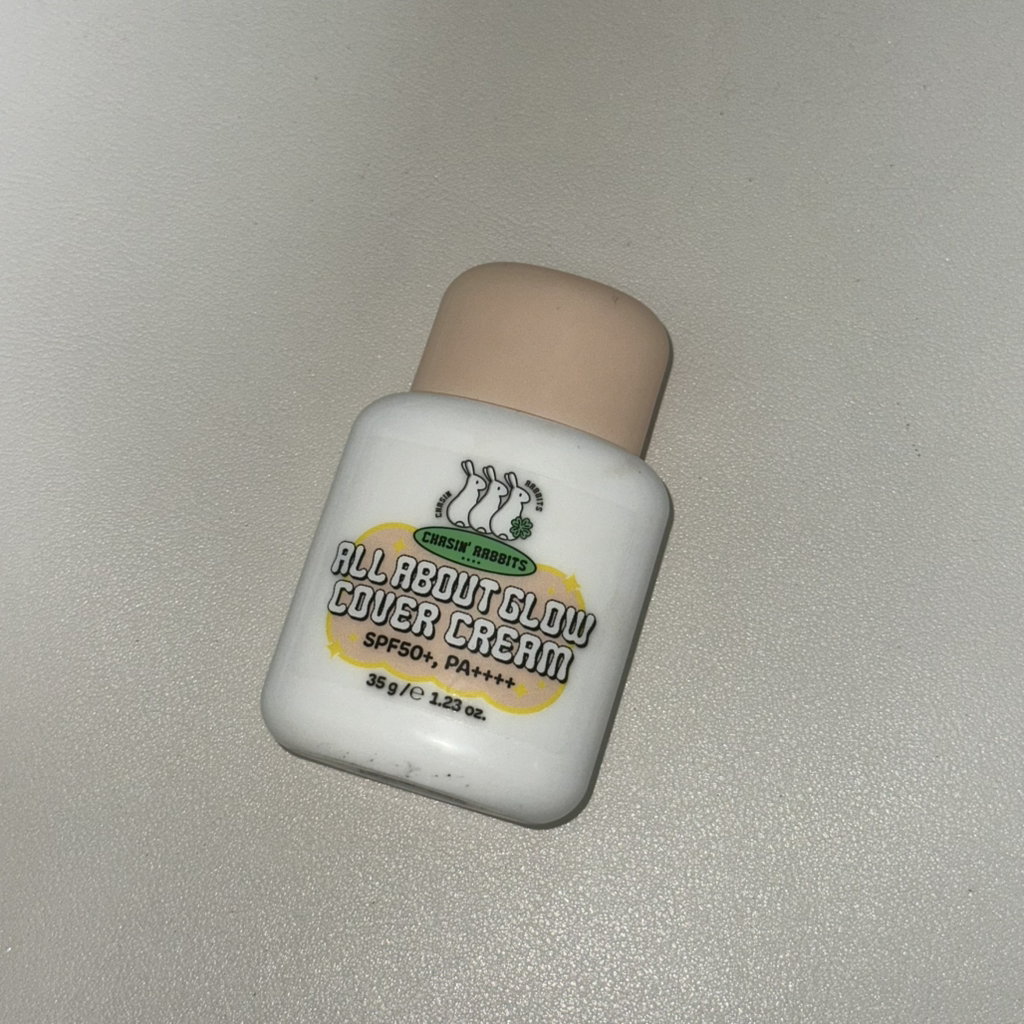 CHASIN' RABBITS
CHASIN' RABBITS
ALL ABOUT GLOW
COVER CREAM
SPF50+, PA++++
35 g / ℮ 1.23 oz.